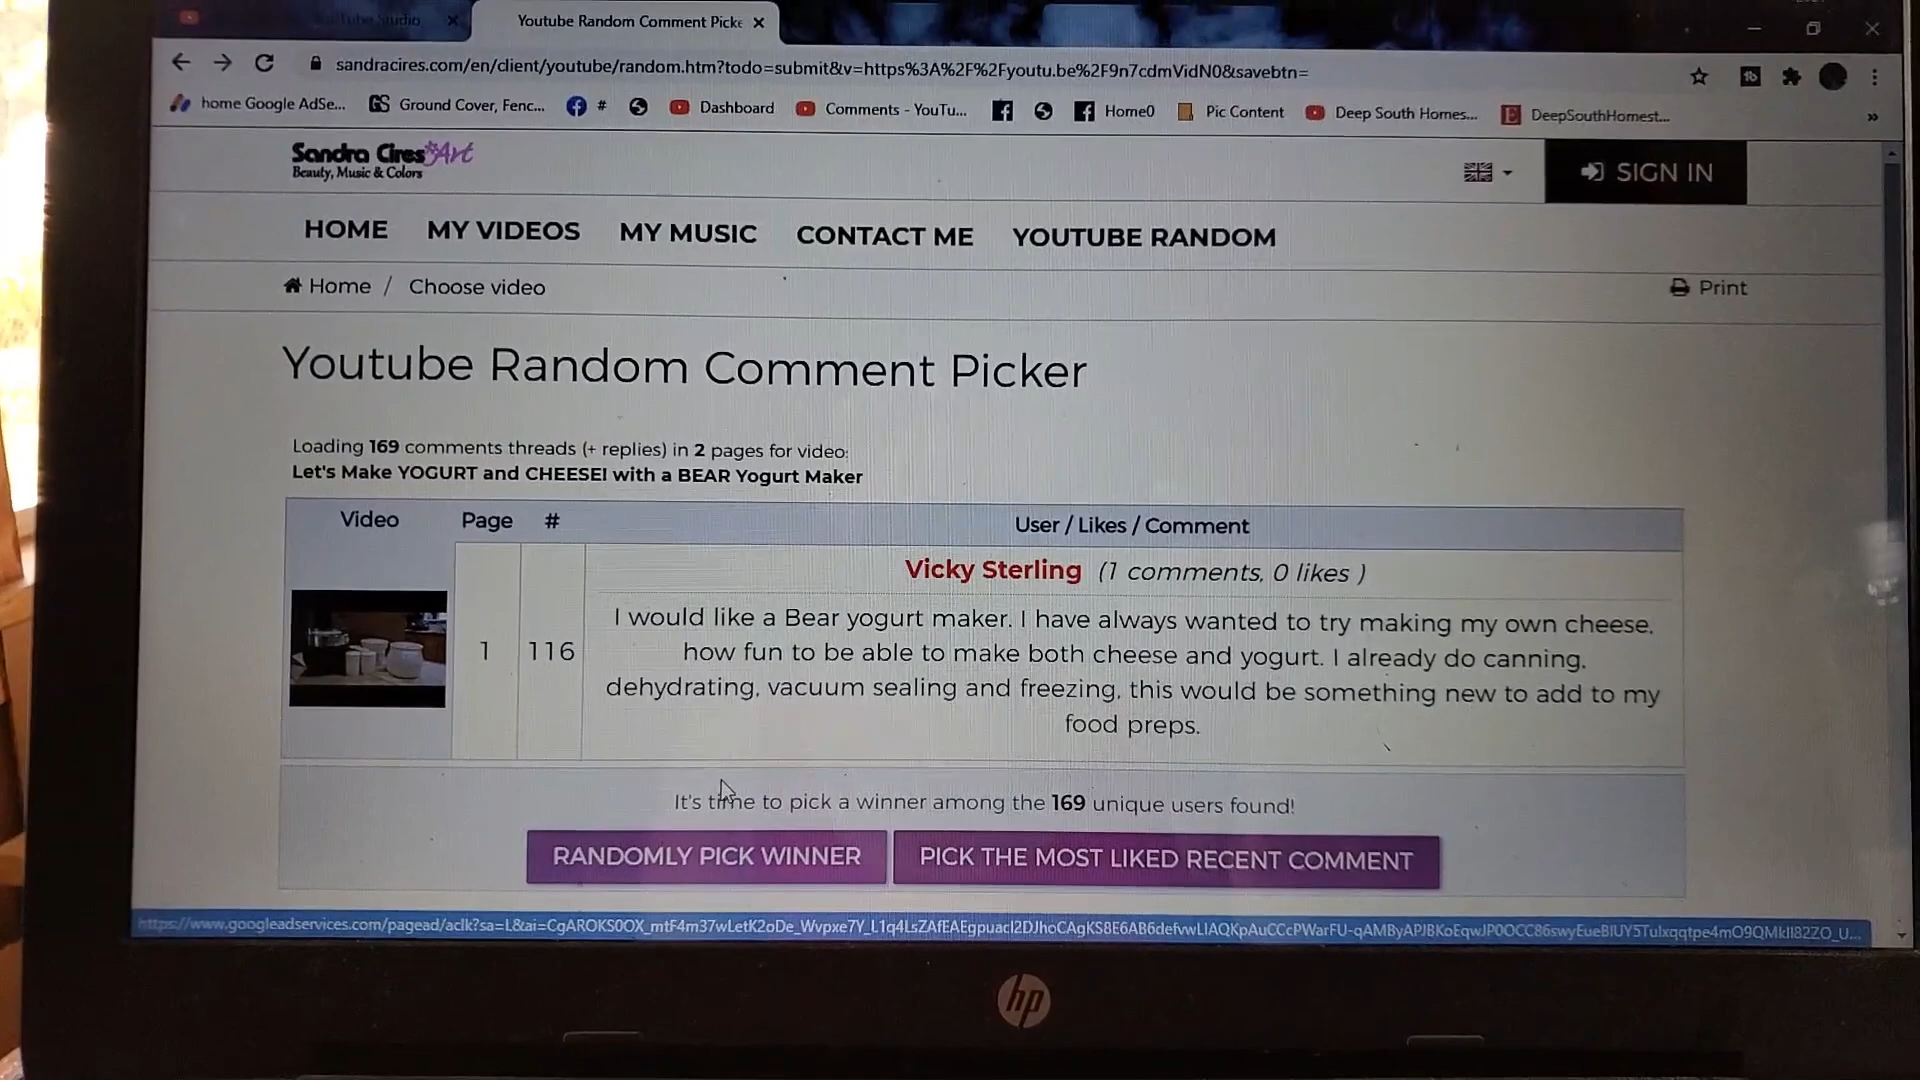 Studio
Youtube Random Comment Picke
sandracires.com/en/client/youtube/random.htm?todo=submit&v=https%3A%2F%2Fyoutu.be%2F9n7cdmVidN0&savebtn=
home Google AdSe... GS Ground Cover, Fenc... # Dashboard Comments - YouTu... Home0 Pic Content Deep South Homes... E DeepSouthHomest... »
Sandra Cires Art
Beauty, Music & Colors
SIGN IN
HOME MY VIDEOS MY MUSIC CONTACT ME YOUTUBE RANDOM
Home / Choose video
Print
Youtube Random Comment Picker
Loading 169 comments threads (+ replies) in 2 pages for video:
Let's Make YOGURT and CHEESE! with a BEAR Yogurt Maker
Video Page # User / Likes / Comment
Vicky Sterling (1 comments, 0 likes )
1 116
I would like a Bear yogurt maker. I have always wanted to try making my own cheese,
how fun to be able to make both cheese and yogurt. I already do canning,
dehydrating, vacuum sealing and freezing, this would be something new to add to my
food preps.
It's time to pick a winner among the 169 unique users found!
RANDOMLY PICK WINNER PICK THE MOST LIKED RECENT COMMENT
hp